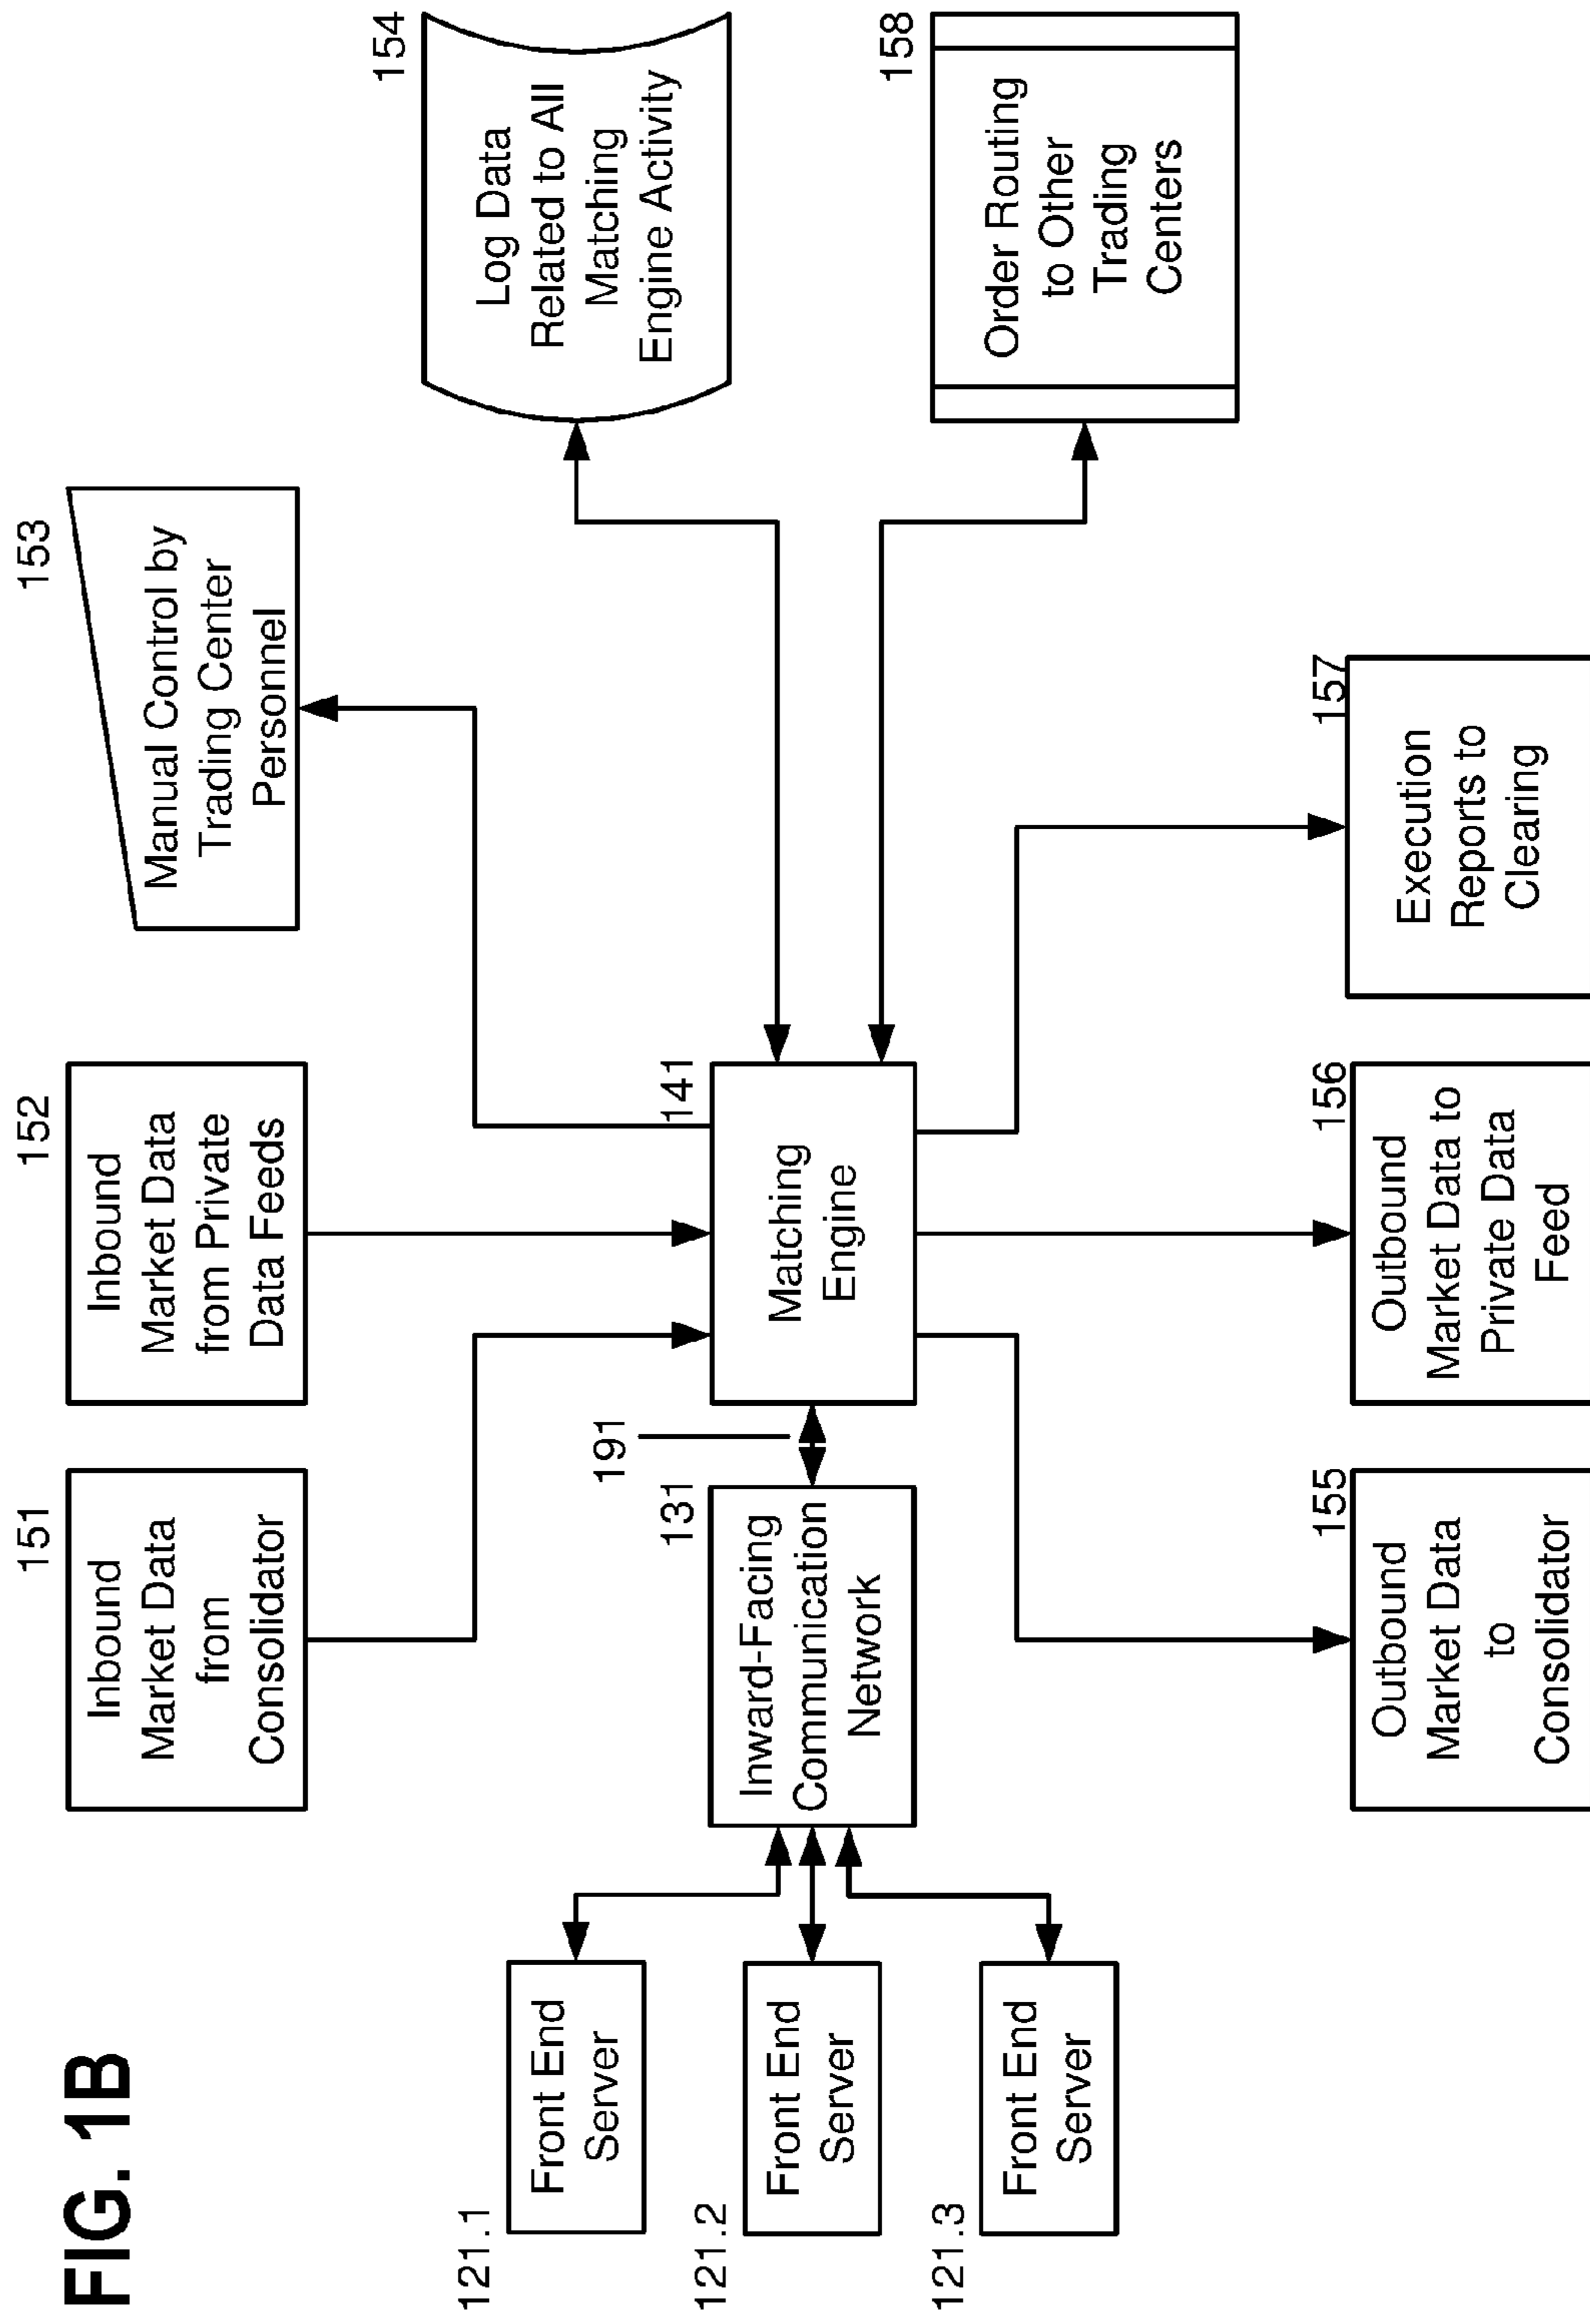 FIG. 1B
151
Inbound
Market Data
from
Consolidator
152
Inbound
Market Data
from Private
Data Feeds
153
Manual Control by
Trading Center
Personnel
154
Log Data
Related to All
Matching
Engine Activity
121.1
Front End
Server
121.2
Front End
Server
121.3
Front End
Server
131
Inward-Facing
Communication
Network
191
141
Matching
Engine
158
Order Routing
to Other
Trading
Centers
155
Outbound
Market Data
to
Consolidator
156
Outbound
Market Data to
Private Data
Feed
157
Execution
Reports to
Clearing